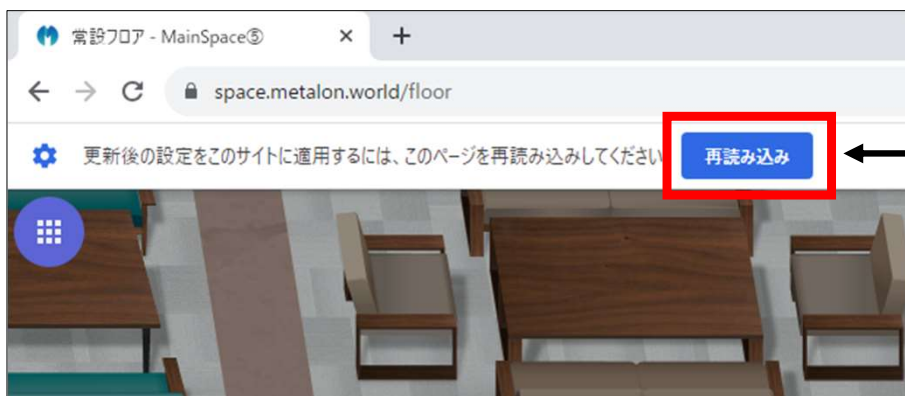 常設フロア - MainSpace⑤
space.metalon.world/floor
更新後の設定をこのサイトに適用するには、このページを再読み込みしてください
再読み込み